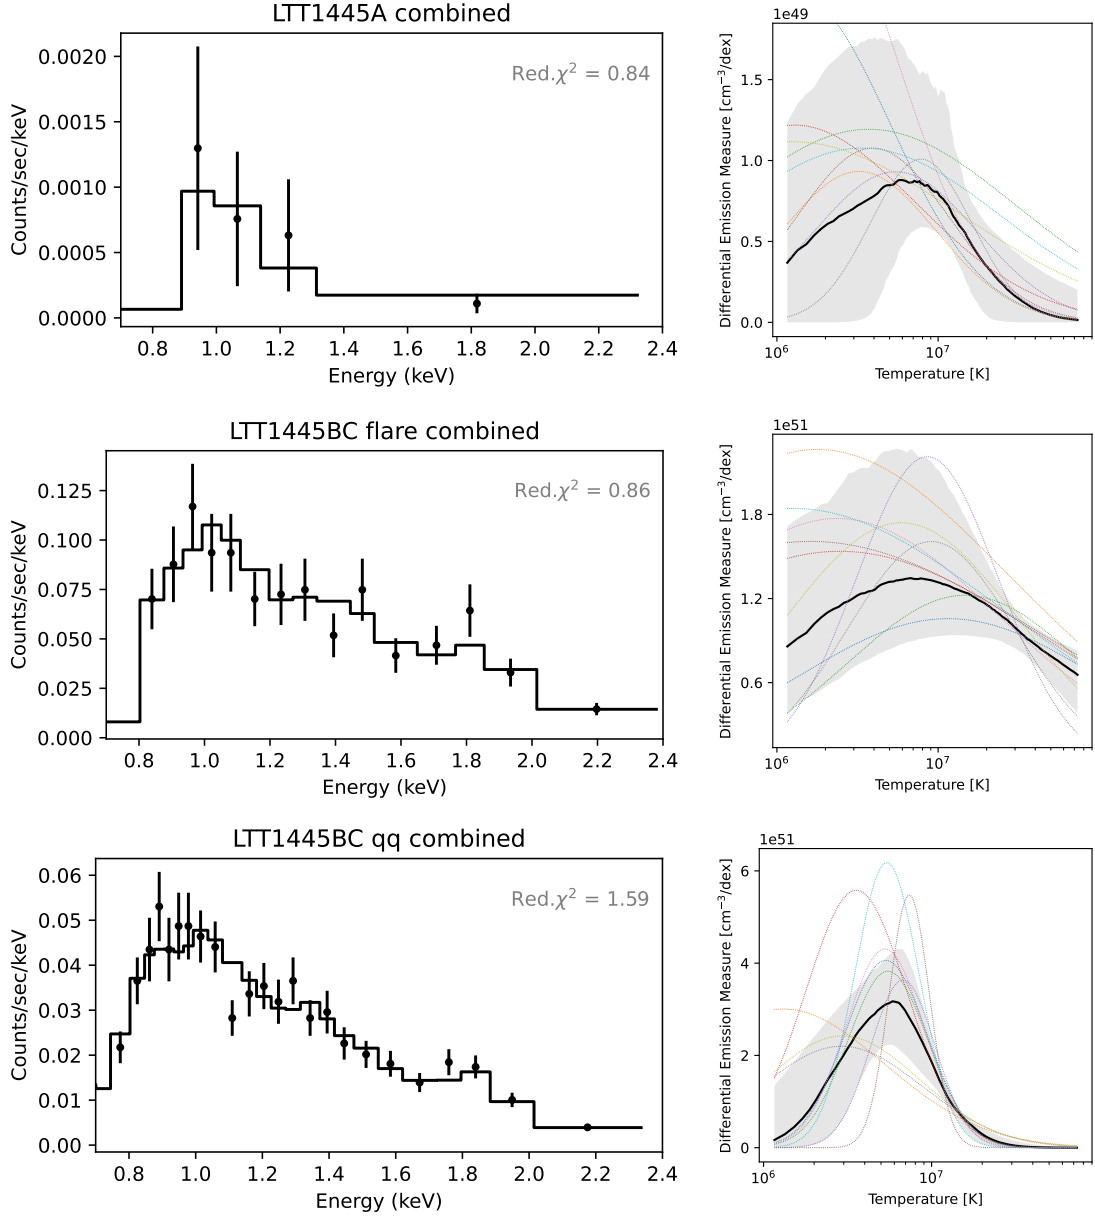 LTT1445A combined
Red.χ² = 0.84
Counts/sec/keV
0.0020
0.0015
0.0010
0.0005
0.0000
0.8 1.0 1.2 1.4 1.6 1.8 2.0 2.2 2.4
Energy (keV)
1e49
Differential Emission Measure [cm⁻³/dex]
1.5
1.0
0.5
0.0
10⁶ 10⁷
Temperature [K]
LTT1445BC flare combined
Red.χ² = 0.86
Counts/sec/keV
0.125
0.100
0.075
0.050
0.025
0.000
0.8 1.0 1.2 1.4 1.6 1.8 2.0 2.2 2.4
Energy (keV)
1e51
Differential Emission Measure [cm⁻³/dex]
1.8
1.2
0.6
10⁶ 10⁷
Temperature [K]
LTT1445BC qq combined
Red.χ² = 1.59
Counts/sec/keV
0.06
0.05
0.04
0.03
0.02
0.01
0.00
0.8 1.0 1.2 1.4 1.6 1.8 2.0 2.2 2.4
Energy (keV)
1e51
Differential Emission Measure [cm⁻³/dex]
6
4
2
0
10⁶ 10⁷
Temperature [K]